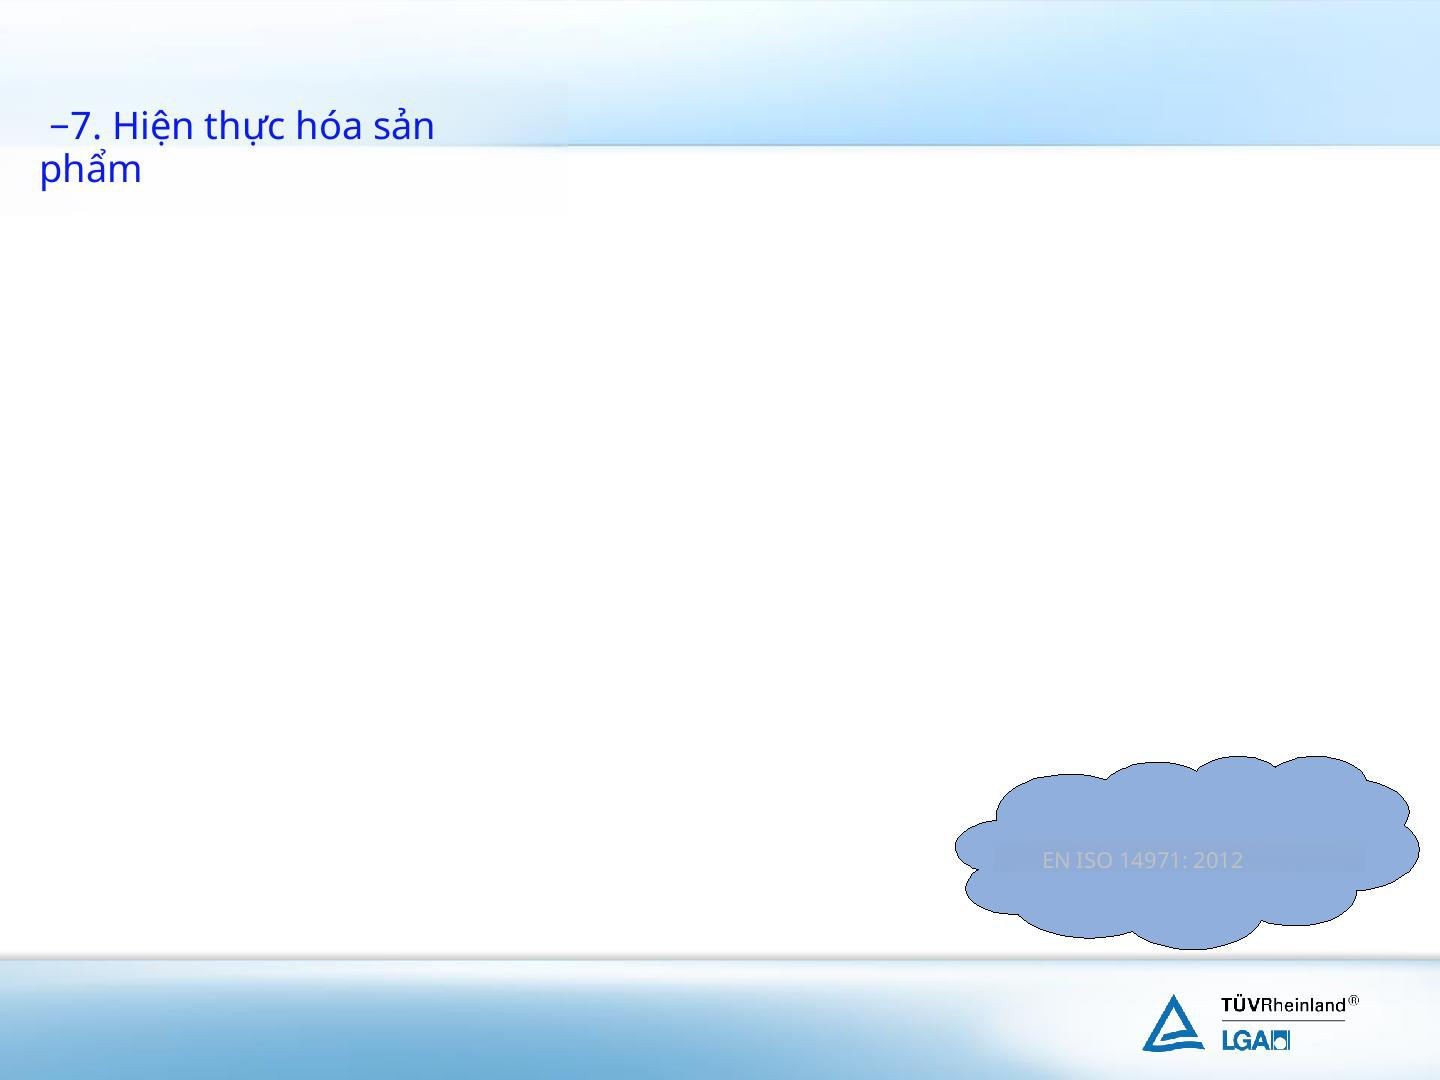 –7. Hiện thực hóa sản
phẩm
EN ISO 14971: 2012
TÜVRheinland®
LGA